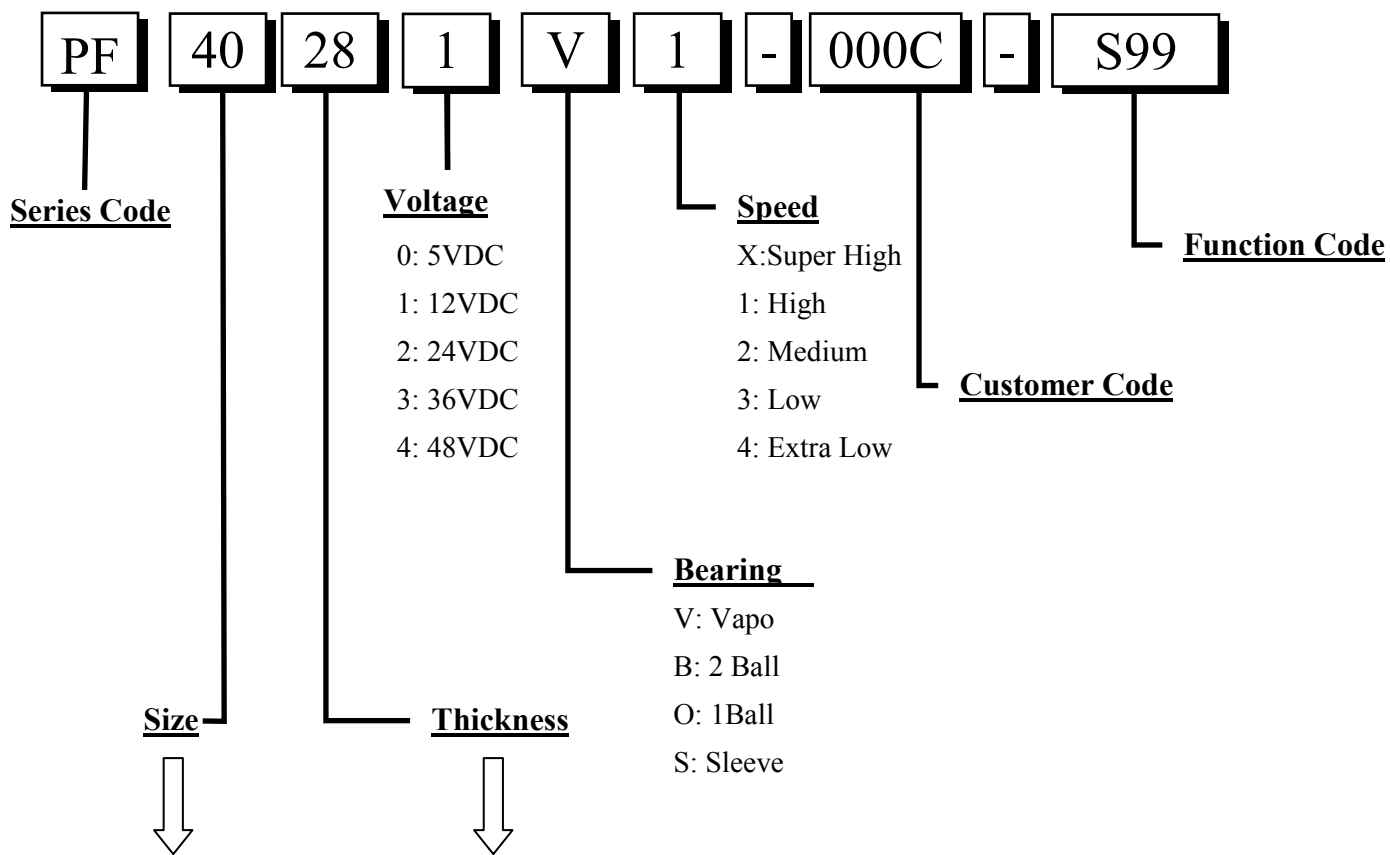 PF 40 28 1 V 1 - 000C - S99
Series Code
Voltage
0: 5VDC
1: 12VDC
2: 24VDC
3: 36VDC
4: 48VDC
Speed
X:Super High
1: High
2: Medium
3: Low
4: Extra Low
Function Code
Customer Code
Bearing
V: Vapo
B: 2 Ball
O: 1Ball
S: Sleeve
Size
Thickness